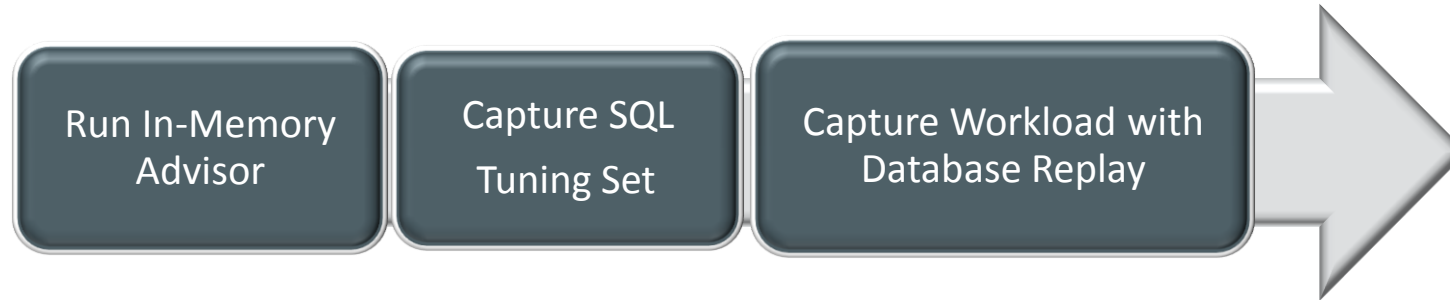 Run In-Memory
Advisor
Capture SQL
Tuning Set
Capture Workload with
Database Replay